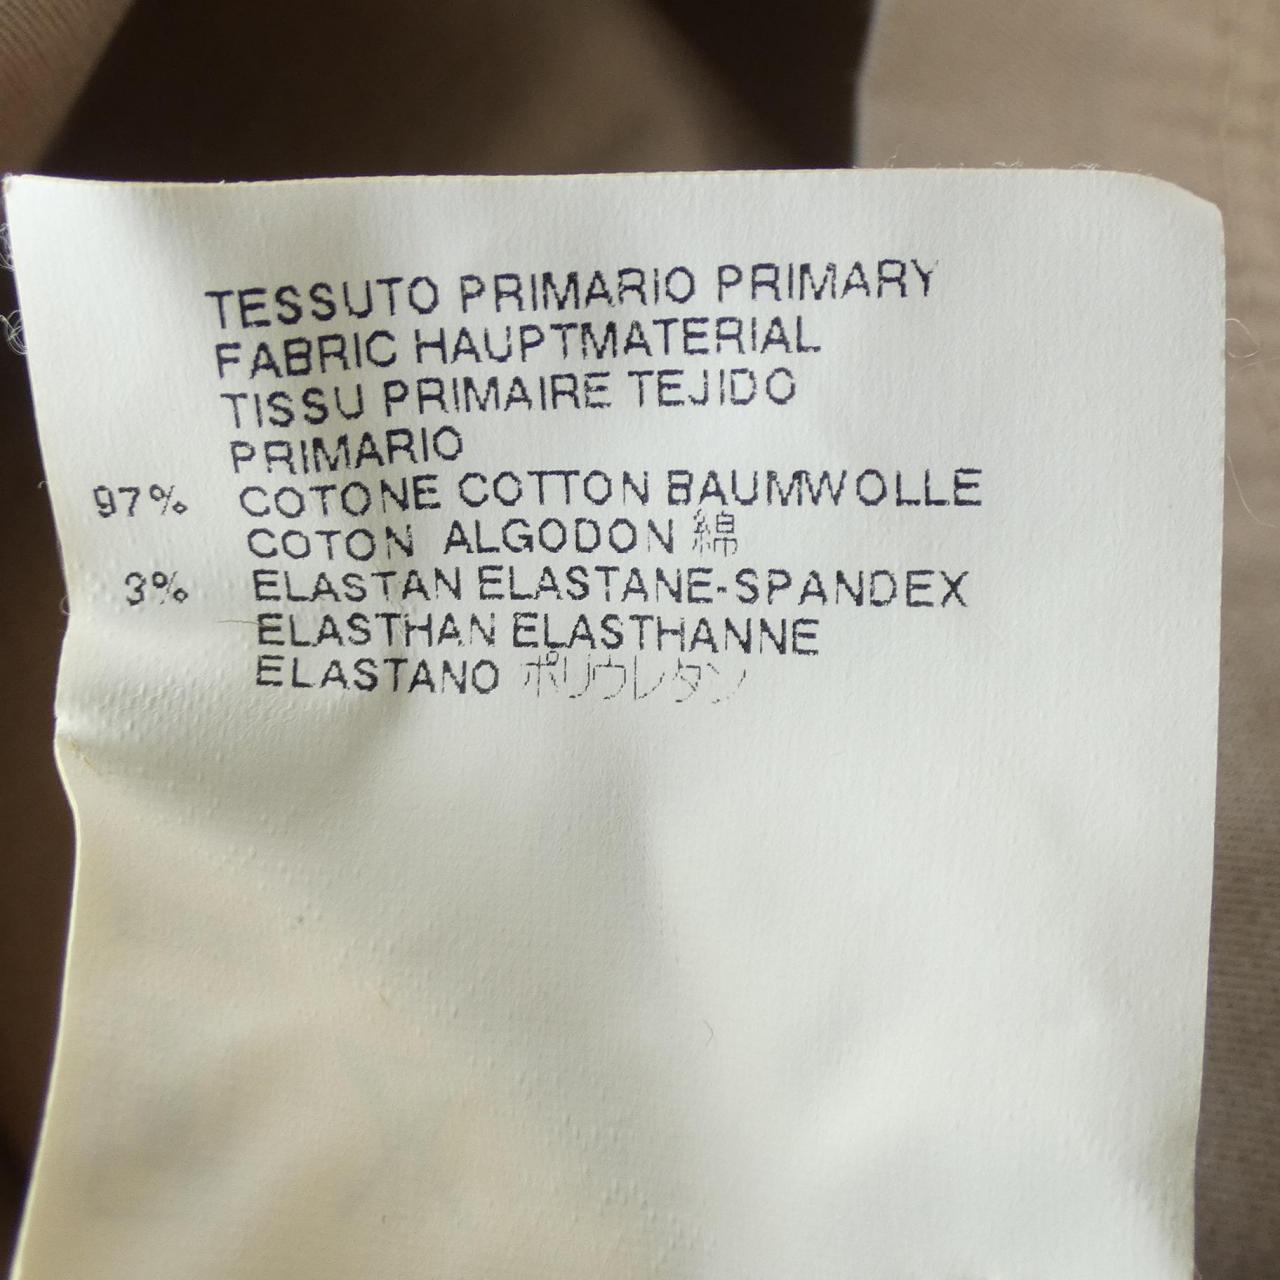 TESSUTO PRIMARIO PRIMARY
FABRIC HAUPTMATERIAL
TISSU PRIMAIRE TEJIDO
PRIMARIO
97% COTONE COTTON BAUMWOLLE
COTON ALGODON 綿
3% ELASTAN ELASTANE-SPANDEX
ELASTHAN ELASTHANNE
ELASTANO ポリウレタン